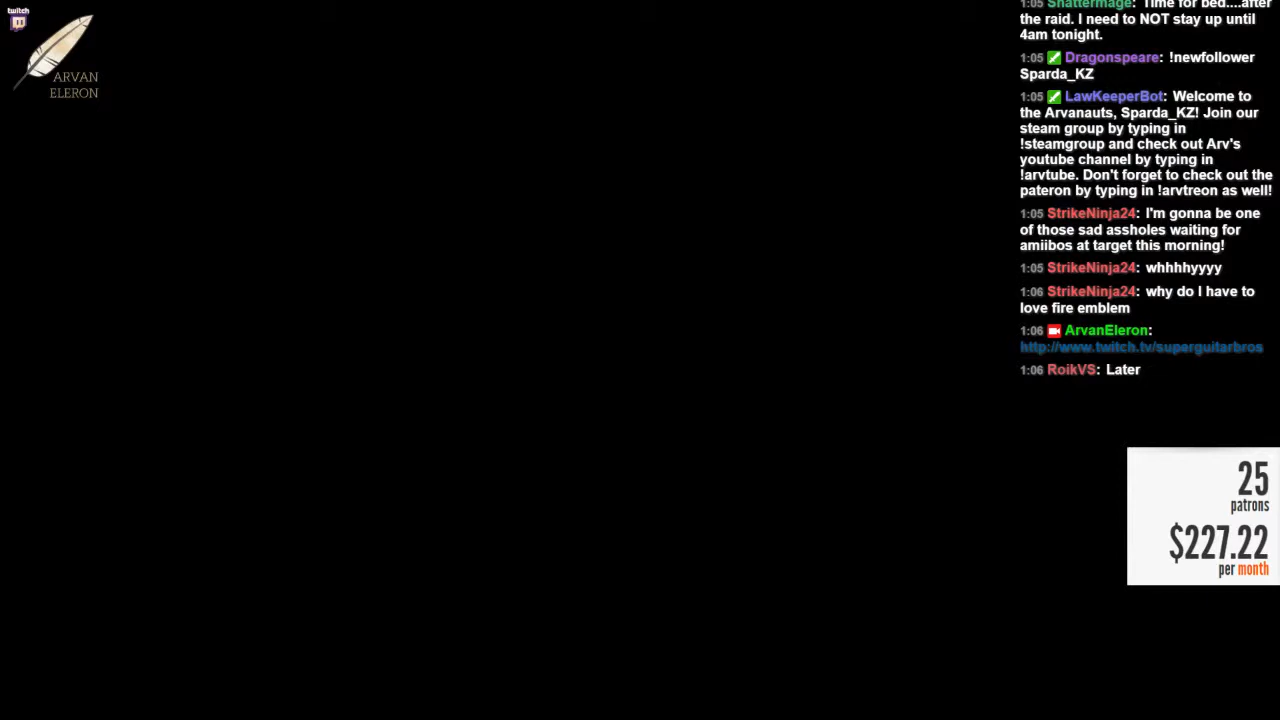 twitch
ARVAN
ELERON
1:05 Shattermage: Time for bed....after
the raid. I need to NOT stay up until
4am tonight.
1:05 Dragonspeare: !newfollower
Sparda_KZ
1:05 LawKeeperBot: Welcome to
the Arvanauts, Sparda_KZ! Join our
steam group by typing in
!steamgroup and check out Arv's
youtube channel by typing in
!arvtube. Don't forget to check out the
pateron by typing in !arvtreon as well!
1:05 StrikeNinja24: I'm gonna be one
of those sad assholes waiting for
amiibos at target this morning!
1:05 StrikeNinja24: whhhhyyyy
1:06 StrikeNinja24: why do I have to
love fire emblem
1:06 ArvanEleron:
http://www.twitch.tv/superguitarbros
1:06 RoikVS: Later
25
patrons
$227.22
per month